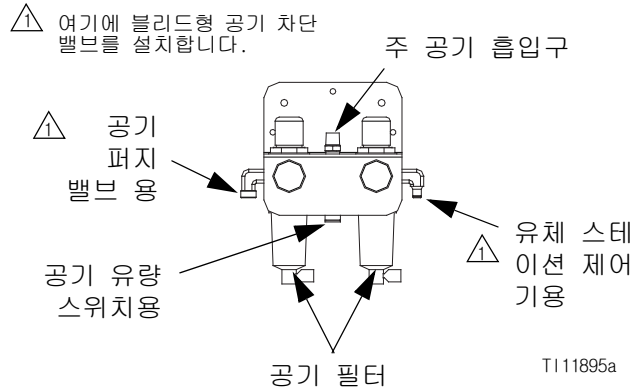 1 여기에 블리드형 공기 차단
밸브를 설치합니다.
주 공기 흡입구
1 공기
퍼지
밸브 용
유체 스테
1 이션 제어
기용
공기 유량
스위치용
공기 필터
TI11895a